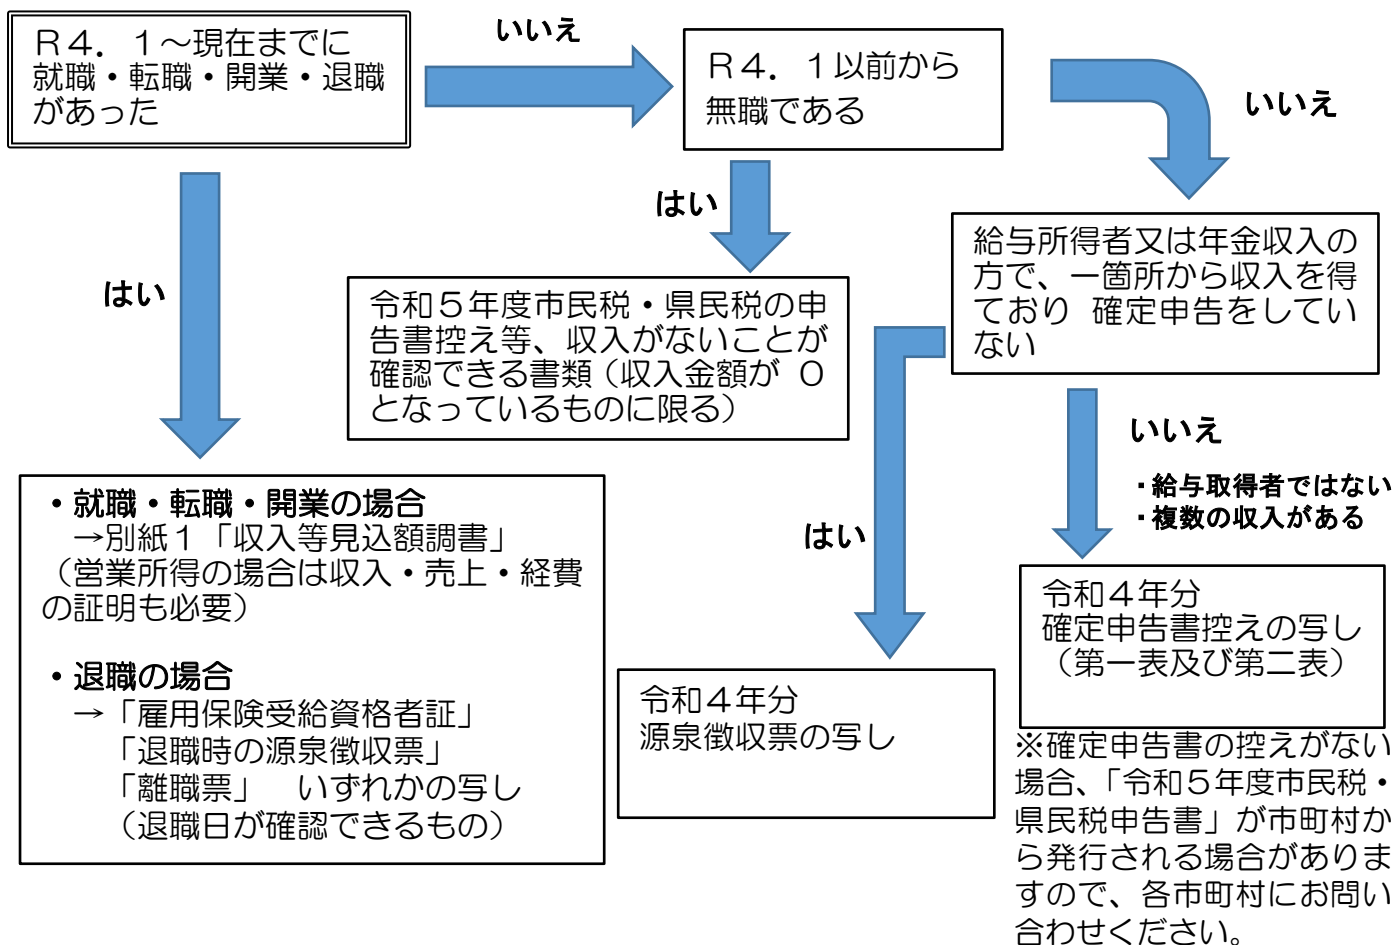 R4．1～現在までに
就職・転職・開業・退職
があった
いいえ
R4．1以前から
無職である
いいえ
はい
はい
給与所得者又は年金収入の
方で、一箇所から収入を得
ており 確定申告をしてい
ない
令和5年度市民税・県民税の申
告書控え等、収入がないことが
確認できる書類（収入金額が 0
となっているものに限る）
はい
いいえ
・給与取得者ではない
・複数の収入がある
・就職・転職・開業の場合
→別紙1「収入等見込額調書」
（営業所得の場合は収入・売上・経費
の証明も必要）
・退職の場合
→「雇用保険受給資格者証」
「退職時の源泉徴収票」
「離職票」 いずれかの写し
（退職日が確認できるもの）
令和4年分
源泉徴収票の写し
令和4年分
確定申告書控えの写し
（第一表及び第二表）
※確定申告書の控えがない
場合、「令和5年度市民税・
県民税申告書」が市町村か
ら発行される場合がありま
すので、各市町村にお問い
合わせください。